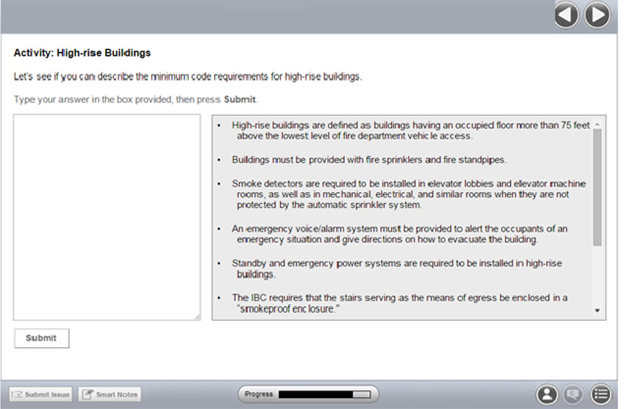 Activity: High-rise Buildings
Let's see if you can describe the minimum code requirements for high-rise buildings.
Type your answer in the box provided, then press Submit.
• High-rise buildings are defined as buildings having an occupied floor more than 75 feet
above the lowest level of fire department vehicle access.
• Buildings must be provided with fire sprinklers and fire standpipes.
• Smoke detectors are required to be installed in elevator lobbies and elevator machine
rooms, as well as in mechanical, electrical, and similar rooms when they are not
protected by the automatic sprinkler system.
• An emergency voice/alarm system must be provided to alert the occupants of an
emergency situation and give directions on how to evacuate the building.
• Standby and emergency power systems are required to be installed in high-rise
buildings.
• The IBC requires that the stairs serving as the means of egress be enclosed in a
"smokeproof enclosure."
Submit
Submit Issue
Smart Notes
Progress